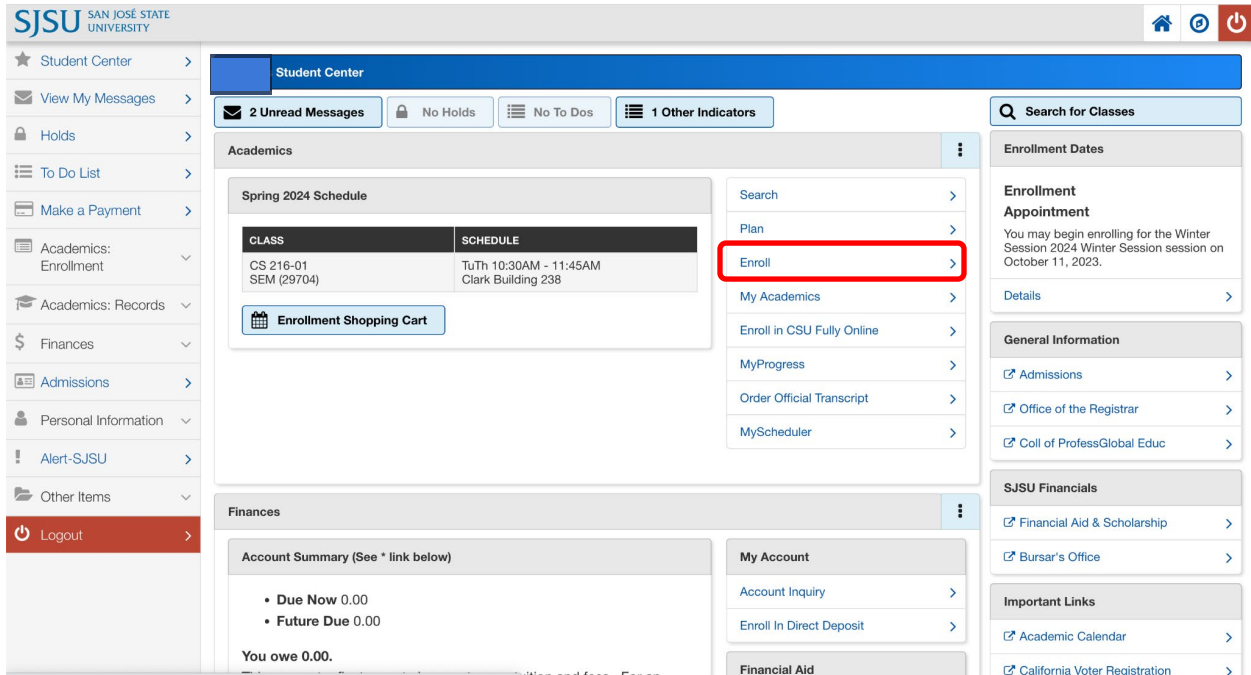 SJSU SAN JOSÉ STATE
UNIVERSITY
Student Center
View My Messages
Holds
To Do List
Make a Payment
Academics:
Enrollment
Academics: Records
Finances
Admissions
Personal Information
Alert-SJSU
Other Items
Logout
Student Center
2 Unread Messages
No Holds
No To Dos
1 Other Indicators
Academics
Spring 2024 Schedule
CLASS SCHEDULE
CS 216-01 TuTh 10:30AM - 11:45AM
SEM (29704) Clark Building 238
Enrollment Shopping Cart
Search
Plan
Enroll
My Academics
Enroll in CSU Fully Online
MyProgress
Order Official Transcript
MyScheduler
Finances
Account Summary (See * link below)
• Due Now 0.00
• Future Due 0.00
You owe 0.00.
My Account
Account Inquiry
Enroll In Direct Deposit
Financial Aid
Search for Classes
Enrollment Dates
Enrollment
Appointment
You may begin enrolling for the Winter
Session 2024 Winter Session session on
October 11, 2023.
Details
General Information
Admissions
Office of the Registrar
Coll of ProfessGlobal Educ
SJSU Financials
Financial Aid & Scholarship
Bursar's Office
Important Links
Academic Calendar
California Voter Registration